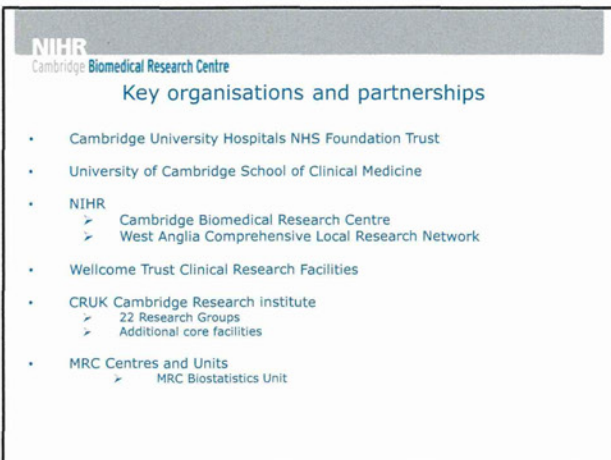 NIHR
Cambridge Biomedical Research Centre
Key organisations and partnerships
• Cambridge University Hospitals NHS Foundation Trust
• University of Cambridge School of Clinical Medicine
• NIHR
➢ Cambridge Biomedical Research Centre
➢ West Anglia Comprehensive Local Research Network
• Wellcome Trust Clinical Research Facilities
• CRUK Cambridge Research institute
➢ 22 Research Groups
➢ Additional core facilities
• MRC Centres and Units
➢ MRC Biostatistics Unit